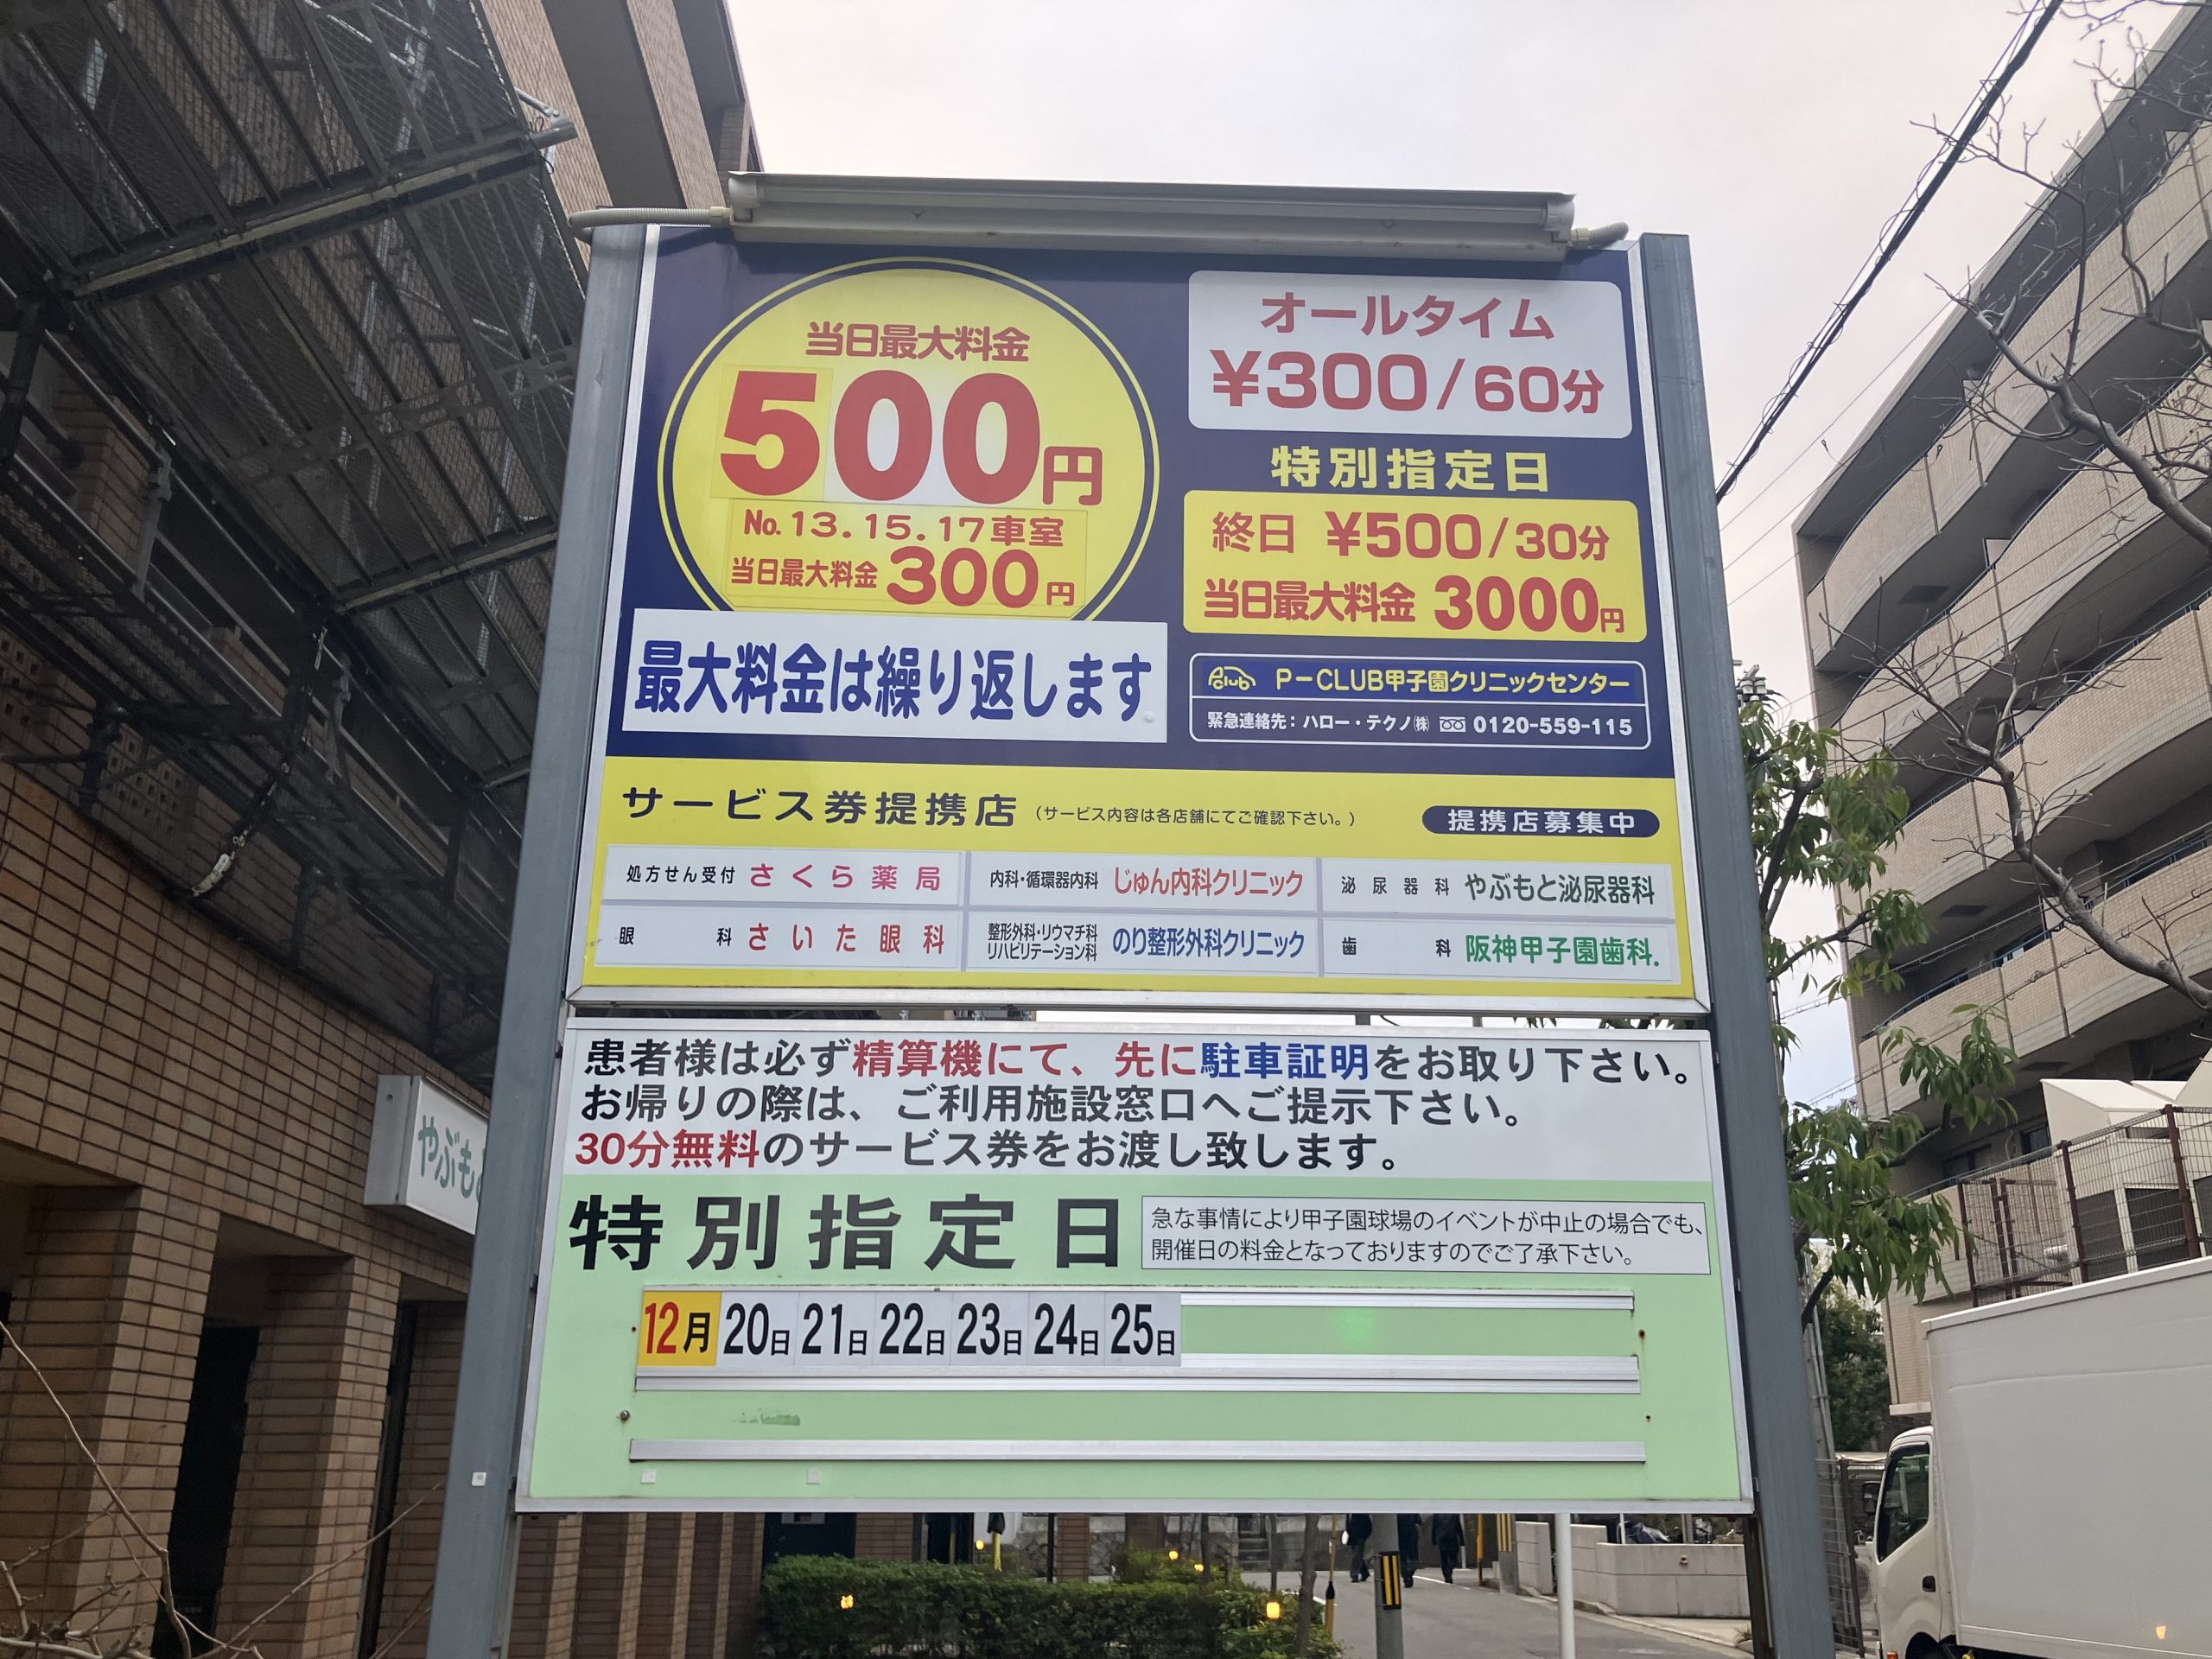 当日最大料金
500円
No. 13. 15. 17車室
当日最大料金 300円
最大料金は繰り返します
オールタイム
¥300/60分
特別指定日
終日 ¥500/30分
当日最大料金 3000円
P club P-CLUB甲子園クリニックセンター
緊急連絡先：ハロー・テクノ㈱ 0120-559-115
サービス券提携店 （サービス内容は各店舗にてご確認下さい。） 提携店募集中
処方せん受付 さくら薬局 内科・循環器内科 じゅん内科クリニック 泌尿器科 やぶもと泌尿器科
眼科 さいた眼科 整形外科・リウマチ科 リハビリテーション科 のり整形外科クリニック 歯科 阪神甲子園歯科.
患者様は必ず精算機にて、先に駐車証明をお取り下さい。
お帰りの際は、ご利用施設窓口へご提示下さい。
30分無料のサービス券をお渡し致します。
特別指定日
急な事情により甲子園球場のイベントが中止の場合でも、
開催日の料金となっておりますのでご了承下さい。
12月 20日 21日 22日 23日 24日 25日
やぶも